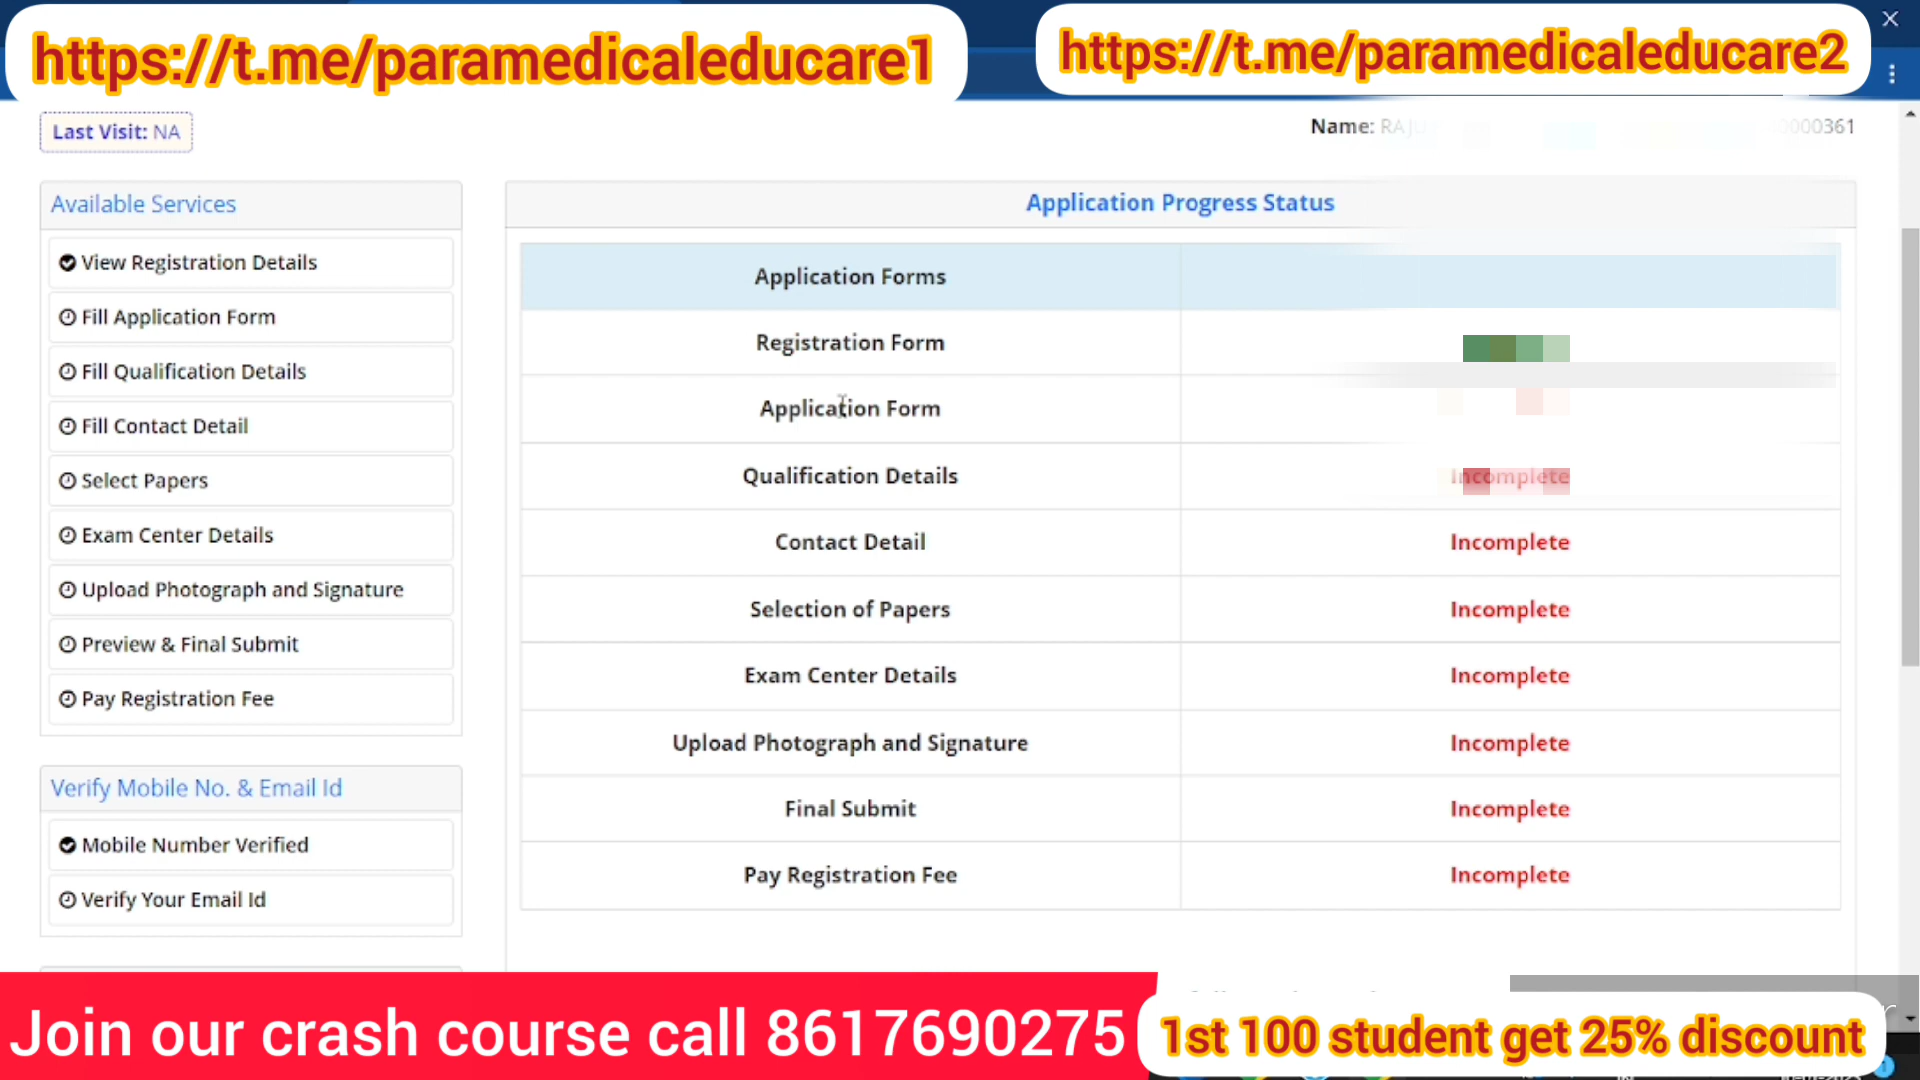 https://t.me/paramedicaleducare1
https://t.me/paramedicaleducare2
Last Visit: NA
Name: RAJU
0000361
Available Services
View Registration Details
Fill Application Form
Fill Qualification Details
Fill Contact Detail
Select Papers
Exam Center Details
Upload Photograph and Signature
Preview & Final Submit
Pay Registration Fee
Verify Mobile No. & Email Id
Mobile Number Verified
Verify Your Email Id
Application Progress Status
Application Forms
Registration Form
Application Form
Qualification Details Incomplete
Contact Detail Incomplete
Selection of Papers Incomplete
Exam Center Details Incomplete
Upload Photograph and Signature Incomplete
Final Submit Incomplete
Pay Registration Fee Incomplete
Join our crash course call 8617690275
1st 100 student get 25% discount